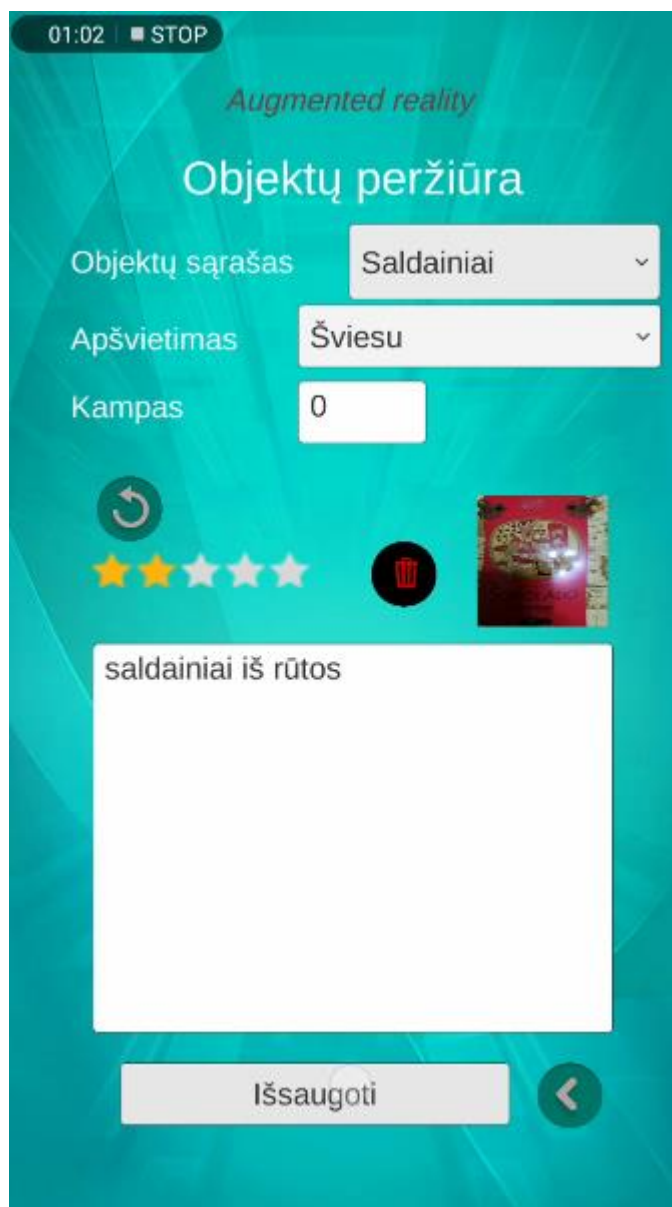 01:02 STOP
Augmented reality
Objektų peržiūra
Objektų sąrašas Saldainiai
Apšvietimas Šviesu
Kampas 0
saldainiai iš rūtos
Išsaugoti